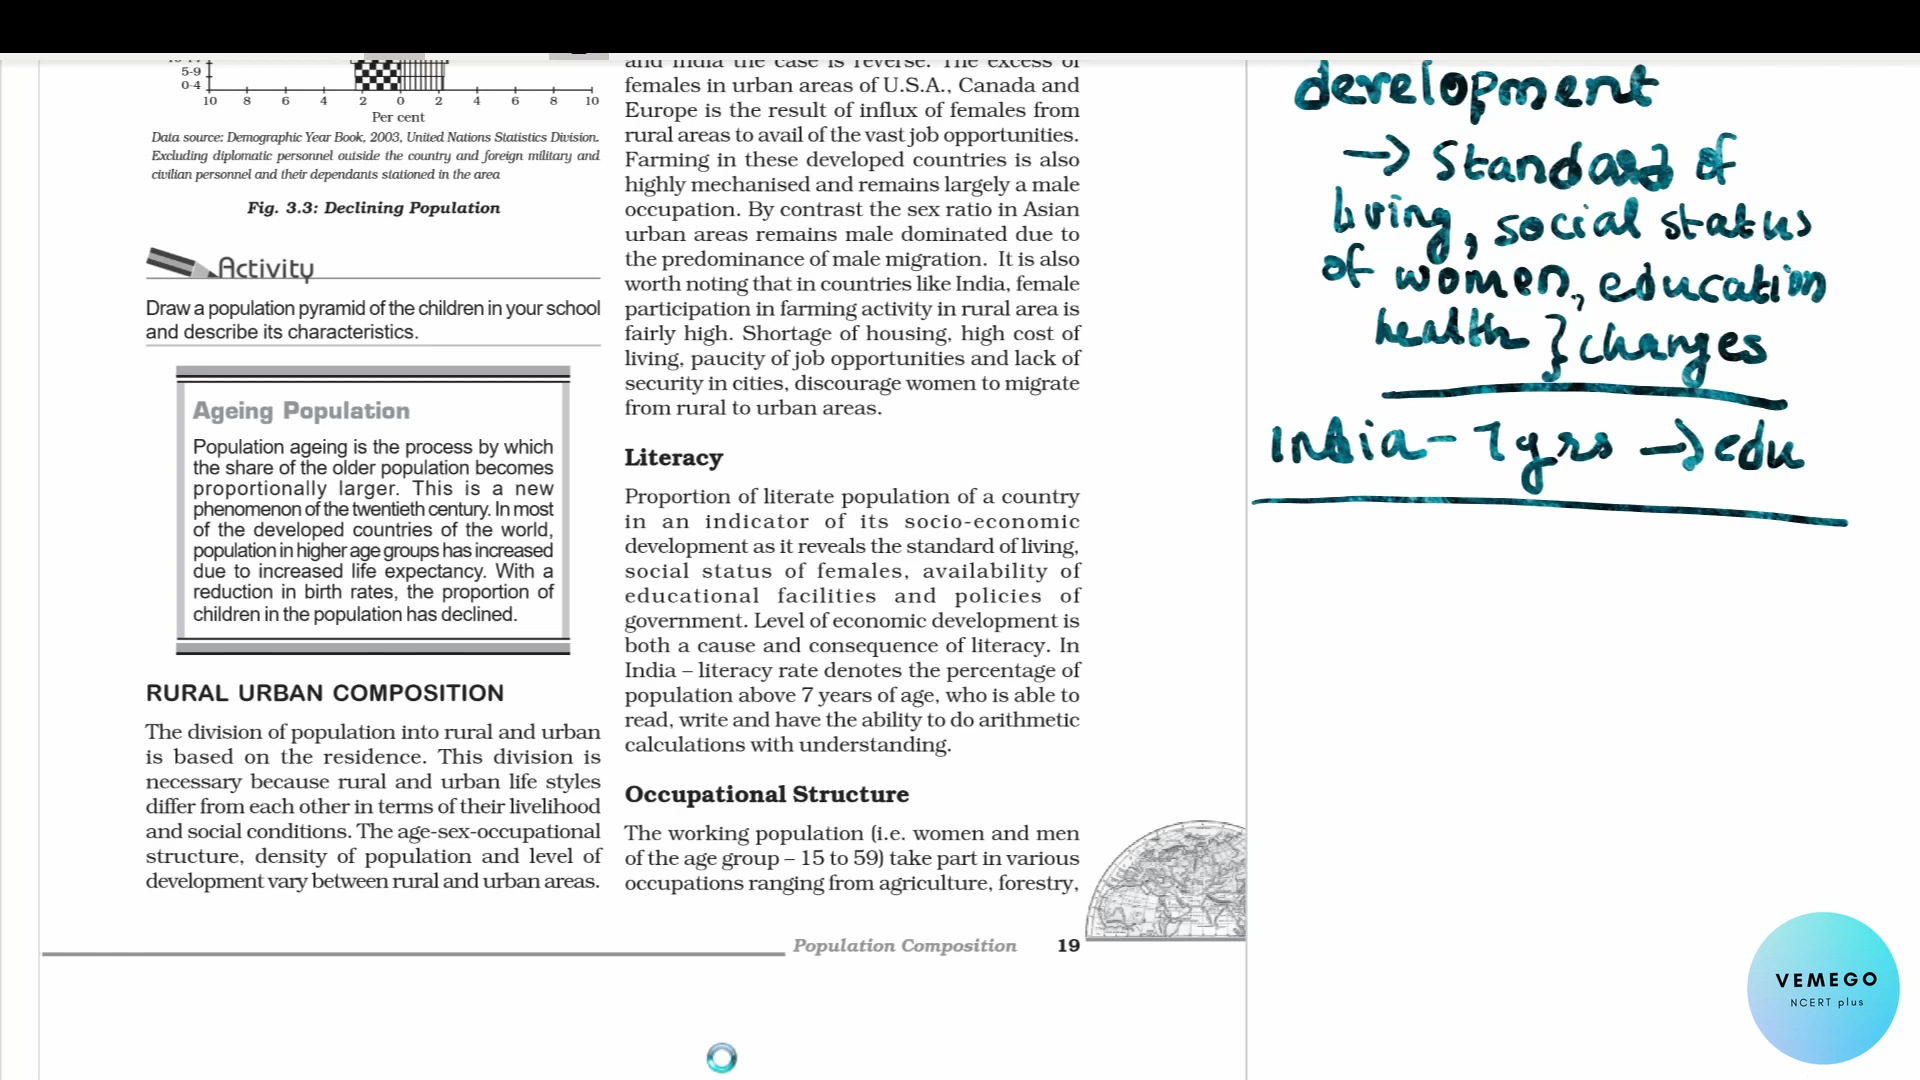 5-9
0-4
10 8 6 4 2 0 2 4 6 8 10
Per cent
Data source: Demographic Year Book, 2003, United Nations Statistics Division.
Excluding diplomatic personnel outside the country and foreign military and
civilian personnel and their dependants stationed in the area
Fig. 3.3: Declining Population
Activity
Draw a population pyramid of the children in your school
and describe its characteristics.
Ageing Population
Population ageing is the process by which
the share of the older population becomes
proportionally larger. This is a new
phenomenon of the twentieth century. In most
of the developed countries of the world,
population in higher age groups has increased
due to increased life expectancy. With a
reduction in birth rates, the proportion of
children in the population has declined.
RURAL URBAN COMPOSITION
The division of population into rural and urban
is based on the residence. This division is
necessary because rural and urban life styles
differ from each other in terms of their livelihood
and social conditions. The age-sex-occupational
structure, density of population and level of
development vary between rural and urban areas.
and India the case is reverse. The excess of
females in urban areas of U.S.A., Canada and
Europe is the result of influx of females from
rural areas to avail of the vast job opportunities.
Farming in these developed countries is also
highly mechanised and remains largely a male
occupation. By contrast the sex ratio in Asian
urban areas remains male dominated due to
the predominance of male migration. It is also
worth noting that in countries like India, female
participation in farming activity in rural area is
fairly high. Shortage of housing, high cost of
living, paucity of job opportunities and lack of
security in cities, discourage women to migrate
from rural to urban areas.
Literacy
Proportion of literate population of a country
in an indicator of its socio-economic
development as it reveals the standard of living,
social status of females, availability of
educational facilities and policies of
government. Level of economic development is
both a cause and consequence of literacy. In
India – literacy rate denotes the percentage of
population above 7 years of age, who is able to
read, write and have the ability to do arithmetic
calculations with understanding.
Occupational Structure
The working population (i.e. women and men
of the age group – 15 to 59) take part in various
occupations ranging from agriculture, forestry,
Population Composition 19
development
→ Standard of
living, social status
of women, education
health } changes
India - 7 yrs → edu
VEMEGO
NCERT plus